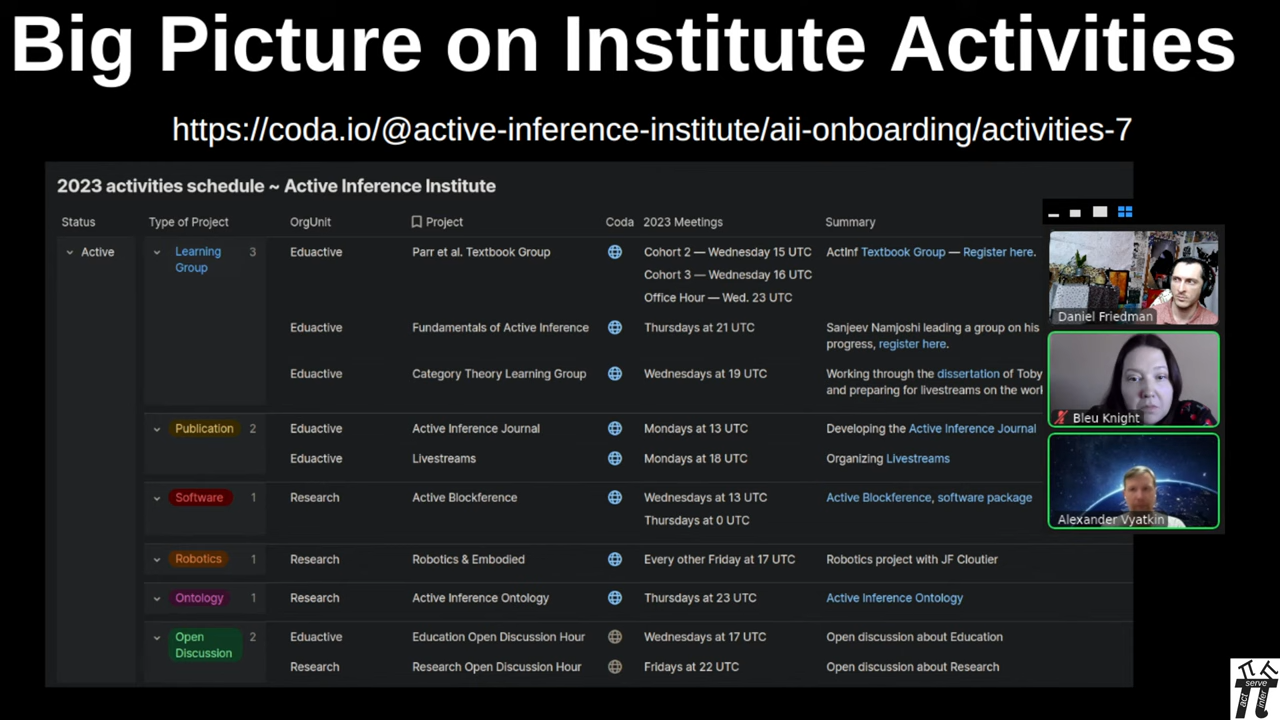 Big Picture on Institute Activities
https://coda.io/@active-inference-institute/aii-onboarding/activities-7
2023 activities schedule ~ Active Inference Institute
Status Type of Project OrgUnit Project Coda 2023 Meetings Summary
Active Learning Group 3 Eduactive Parr et al. Textbook Group Cohort 2 — Wednesday 15 UTC ActInf Textbook Group — Register here.
Cohort 3 — Wednesday 16 UTC
Office Hour — Wed. 23 UTC
Eduactive Fundamentals of Active Inference Thursdays at 21 UTC Sanjeev Namjoshi leading a group on his
progress, register here.
Eduactive Category Theory Learning Group Wednesdays at 19 UTC Working through the dissertation of Toby
and preparing for livestreams on the work
Publication 2 Eduactive Active Inference Journal Mondays at 13 UTC Developing the Active Inference Journal
Eduactive Livestreams Mondays at 18 UTC Organizing Livestreams
Software 1 Research Active Blockference Wednesdays at 13 UTC Active Blockference, software package
Thursdays at 0 UTC
Robotics 1 Research Robotics & Embodied Every other Friday at 17 UTC Robotics project with JF Cloutier
Ontology 1 Research Active Inference Ontology Thursdays at 23 UTC Active Inference Ontology
Open Discussion 2 Eduactive Education Open Discussion Hour Wednesdays at 17 UTC Open discussion about Education
Research Research Open Discussion Hour Fridays at 22 UTC Open discussion about Research
Daniel Friedman
Bleu Knight
Alexander Vyatkin
act serve infer